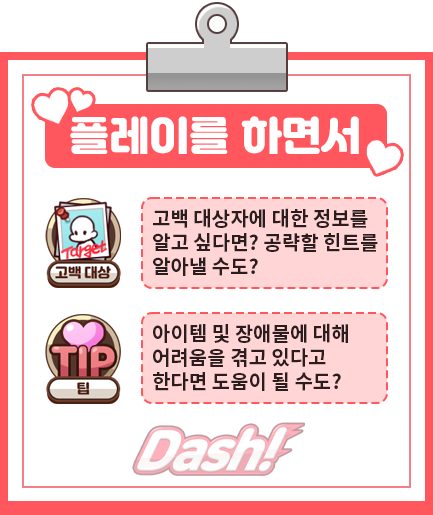 플레이를 하면서
Target
고백 대상
고백 대상자에 대한 정보를
알고 싶다면? 공략할 힌트를
알아낼 수도?
TIP
팁
아이템 및 장애물에 대해
어려움을 겪고 있다고
한다면 도움이 될 수도?
Dash!